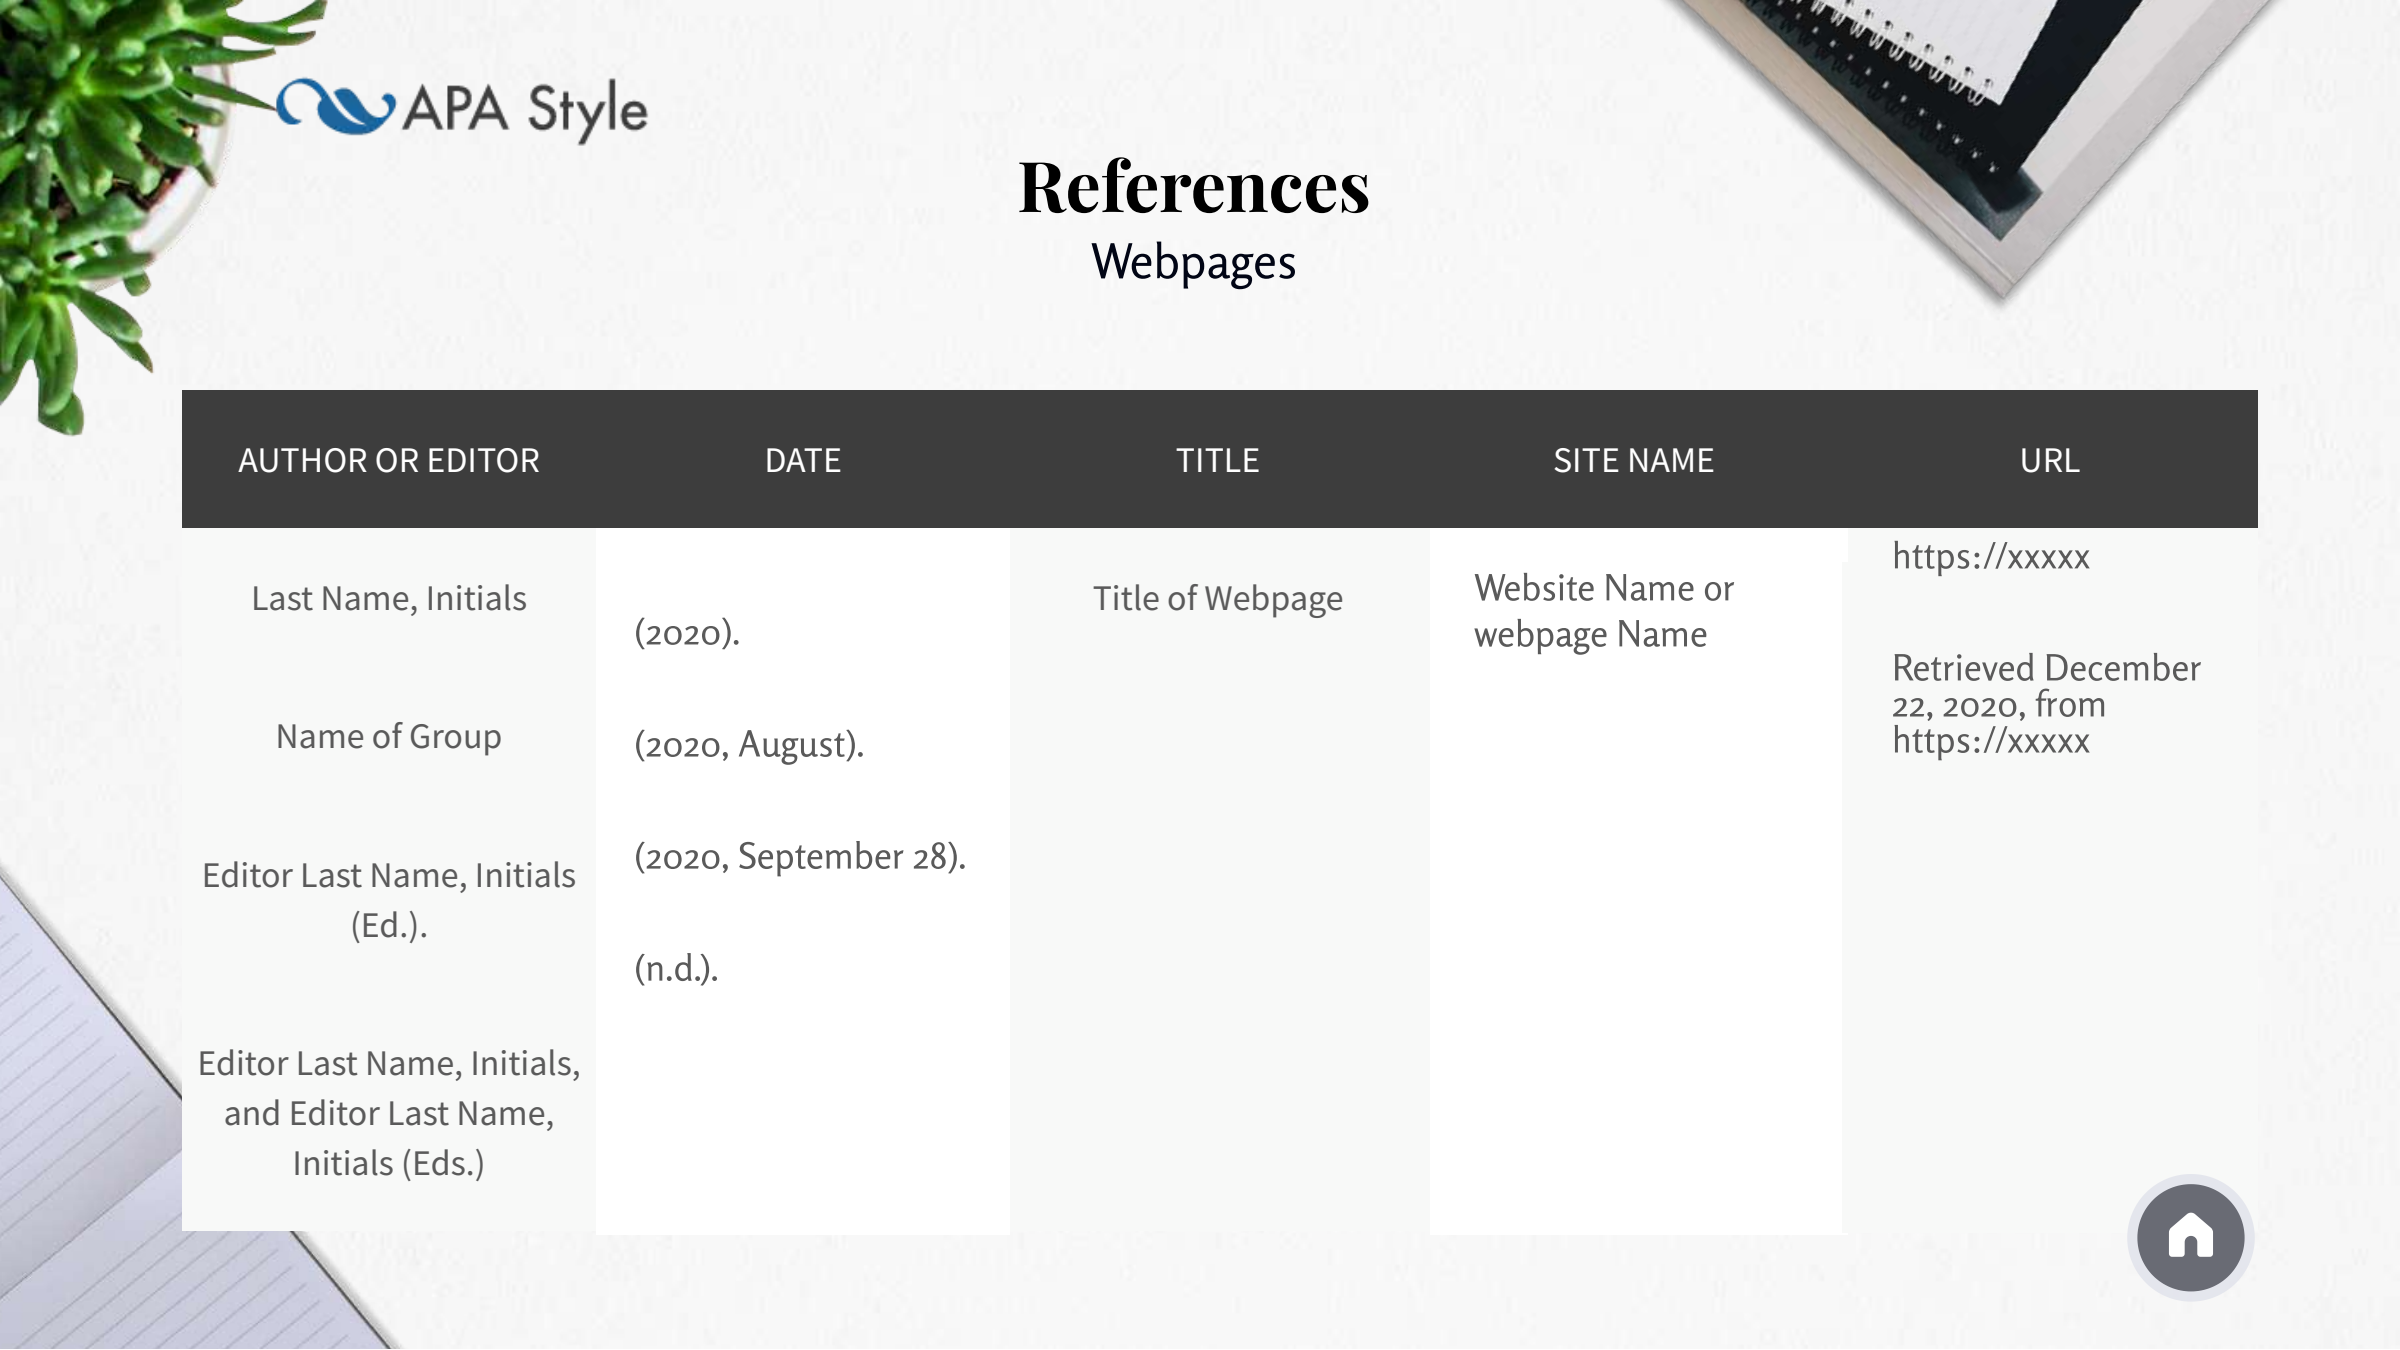 APA Style
References
Webpages
AUTHOR OR EDITOR
DATE
TITLE
SITE NAME
URL
Last Name, Initials
Name of Group
Editor Last Name, Initials
(Ed.).
Editor Last Name, Initials,
and Editor Last Name,
Initials (Eds.)
(2020).
(2020, August).
(2020, September 28).
(n.d.).
Title of Webpage
Website Name or
webpage Name
https://xxxxx
Retrieved December
22, 2020, from
https://xxxxx